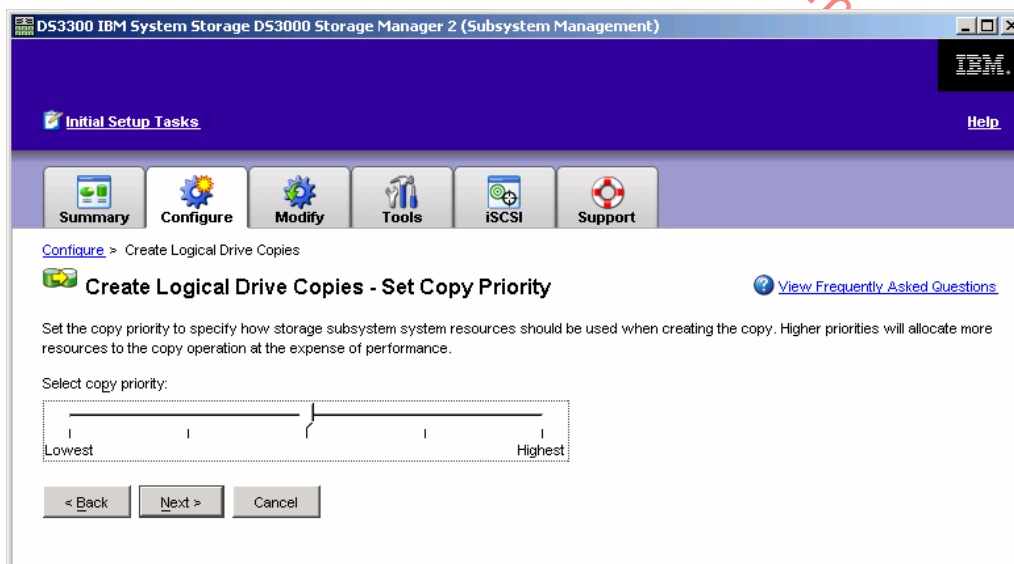 DS3300 IBM System Storage DS3000 Storage Manager 2 (Subsystem Management)
IBM.
Initial Setup Tasks
Help
Summary
Configure
Modify
Tools
iSCSI
Support
Configure > Create Logical Drive Copies
Create Logical Drive Copies - Set Copy Priority
View Frequently Asked Questions
Set the copy priority to specify how storage subsystem system resources should be used when creating the copy. Higher priorities will allocate more
resources to the copy operation at the expense of performance.
Select copy priority:
Lowest
Highest
< Back
Next >
Cancel